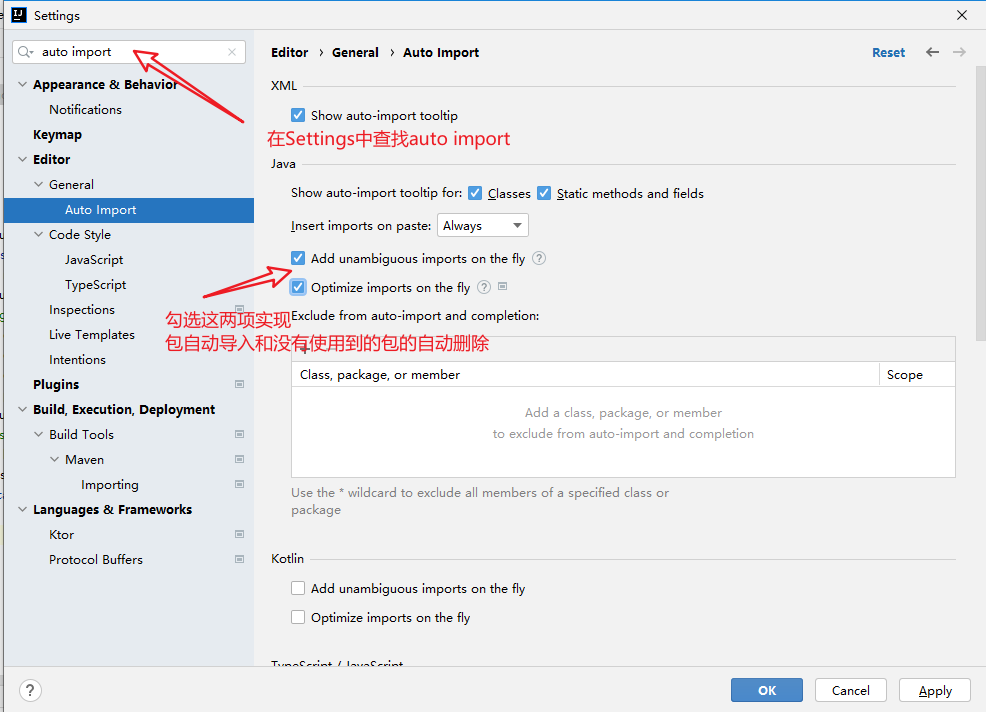 Settings
auto import
Appearance & Behavior
Notifications
Keymap
Editor
General
Auto Import
Code Style
JavaScript
TypeScript
Inspections
Live Templates
Intentions
Plugins
Build, Execution, Deployment
Build Tools
Maven
Importing
Languages & Frameworks
Ktor
Protocol Buffers
Editor › General › Auto Import
Reset
XML
Show auto-import tooltip
在Settings中查找auto import
Java
Show auto-import tooltip for: Classes Static methods and fields
Insert imports on paste: Always
Add unambiguous imports on the fly ?
Optimize imports on the fly ?
Exclude from auto-import and completion:
勾选这两项实现
包自动导入和没有使用到的包的自动删除
Class, package, or member Scope
Add a class, package, or member
to exclude from auto-import and completion
Use the * wildcard to exclude all members of a specified class or
package
Kotlin
Add unambiguous imports on the fly
Optimize imports on the fly
TypeScript / JavaScript
? OK Cancel Apply